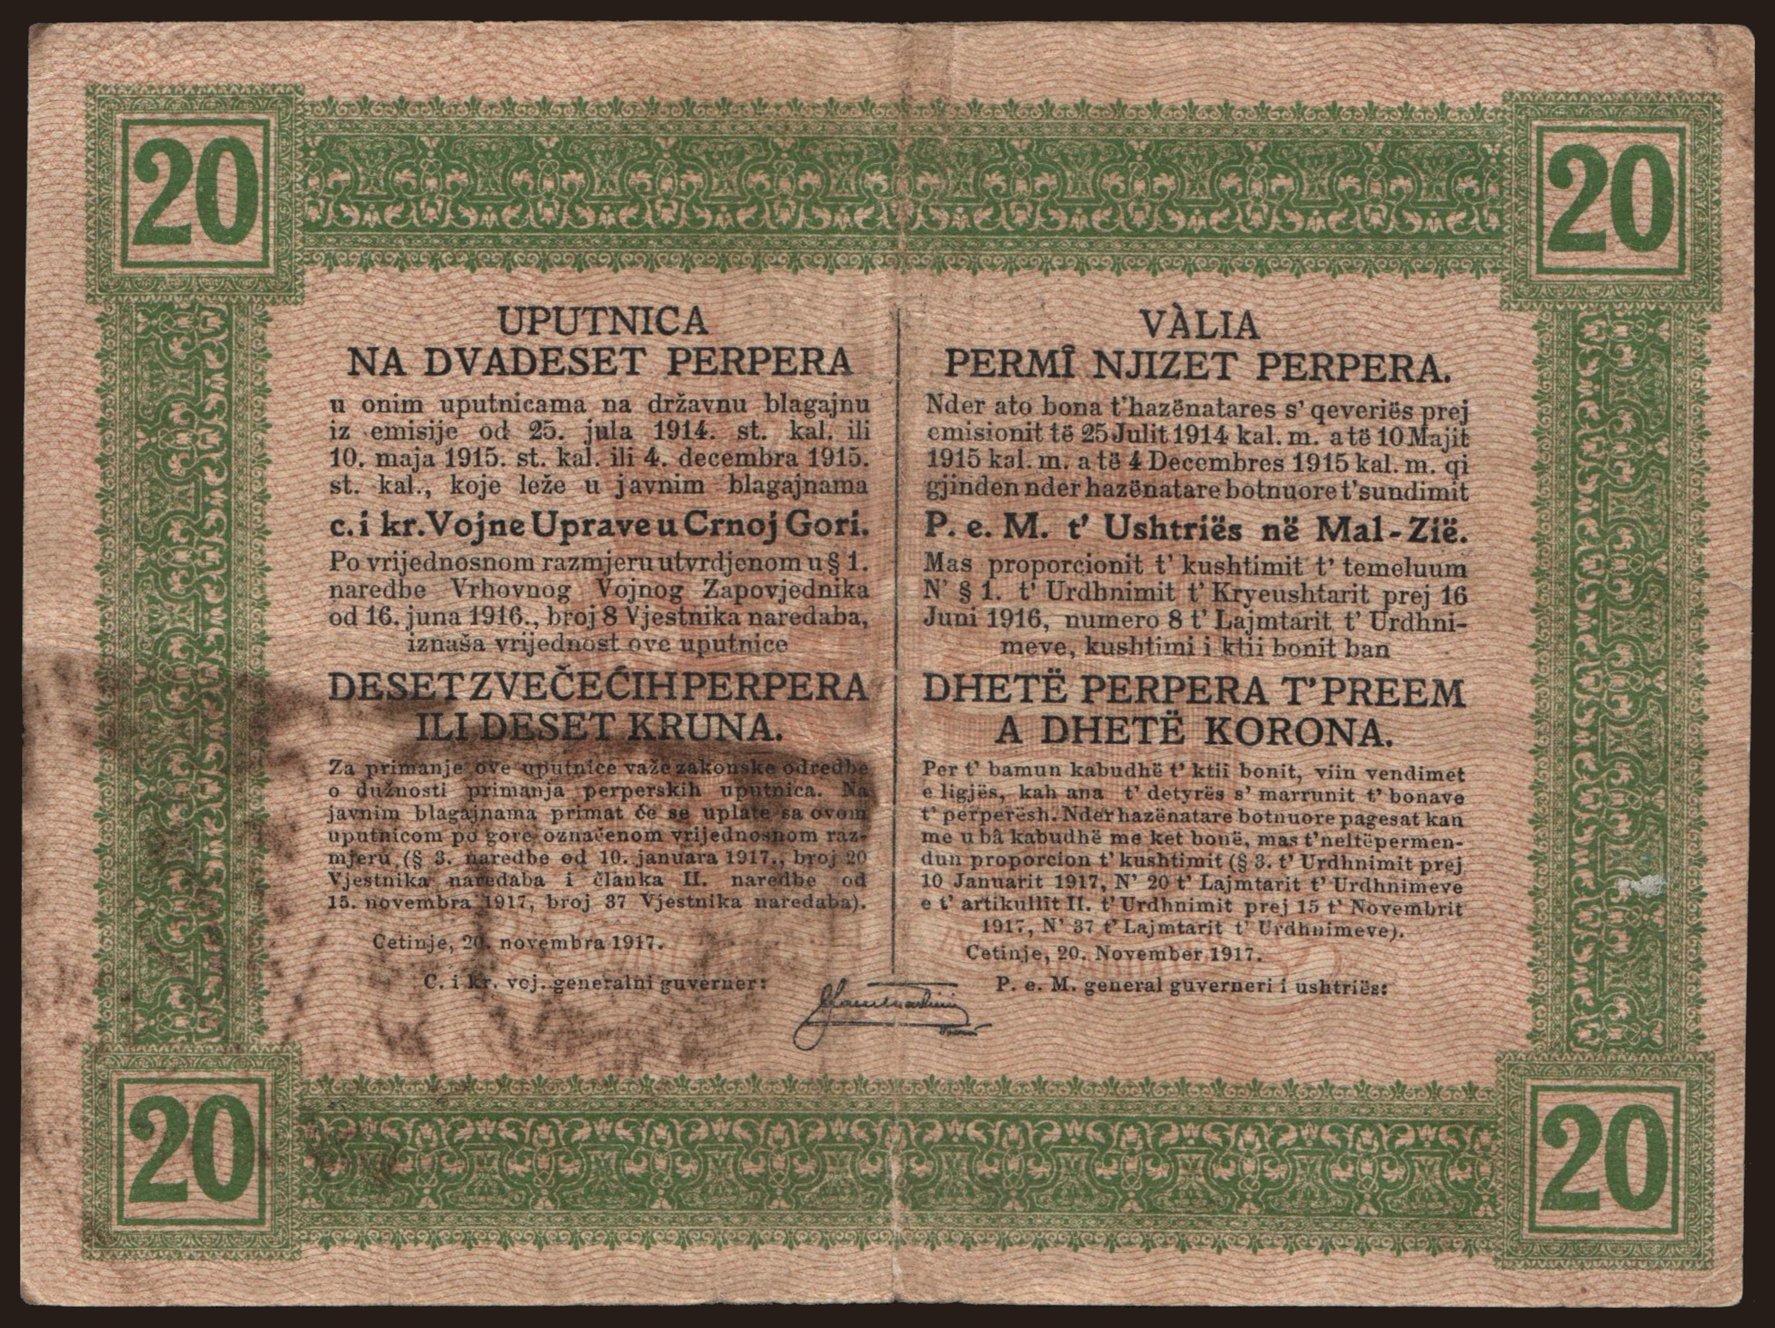 20
20
UPUTNICA
NA DVADESET PERPERA
u onim uputnicama na državnu blagajnu
iz emisije od 25. jula 1914. st. kal. ili
10. maja 1915. st. kal. ili 4. decembra 1915.
st. kal., koje leže u javnim blagajnama
c. i kr. Vojne Uprave u Crnoj Gori.
Po vrijednosnom razmjeru utvrdjenom u § 1.
naredbe Vrhovnog Vojnog Zapovjednika
od 16. juna 1916., broj 8 Vjestnika naredaba,
iznaša vrijednost ove uputnice
DESET ZVEČEĆIH PERPERA
ILI DESET KRUNA.
Za primanje ove uputnice važe zakonske odredbe
o dužnosti primanja perperskih uputnica. Na
javnim blagajnama primat će se uplate sa ovom
uputnicom po gore označenom vrijednosnom raz-
mjeru (§ 3. naredbe od 10. januara 1917., broj 20
Vjestnika naredaba i članka II. naredbe od
15. novembra 1917, broj 37 Vjestnika naredaba).
Cetinje, 20. novembra 1917.
C. i kr. voj. generalni guverner:
VÀLIA
PERMÎ NJIZET PERPERA.
Nder ato bona t'hazënatares s' qeveriës prej
emisionit të 25 Julit 1914 kal. m. a të 10 Majit
1915 kal. m. a të 4 Decembres 1915 kal. m. qi
gjinden nder hazënatare botnuore t'sundimit
P. e. M. t' Ushtriës në Mal-Zië.
Mas proporcionit t' kushtimit t' temeluum
N' § 1. t' Urdhnimit t' Kryeushtarit prej 16
Juni 1916, numero 8 t' Lajmtarit t' Urdhni-
meve, kushtimi i ktii bonit ban
DHETË PERPERA T'PREEM
A DHETË KORONA.
Per t' bamun kabudhë t' ktii bonit, viin vendimet
e ligjës, kah ana t' detyrës s' marrunit t' bonave
t' perperësh. Nder hazënatare botnuore pagesat kan
me u bâ kabudhë me ket bonë, mas t'neltëpermen-
dun proporcion t' kushtimit (§ 3. t' Urdhnimit prej
10 Januarit 1917, N' 20 t' Lajmtarit t' Urdhnimeve
e t' artikullit II. t' Urdhnimit prej 15 t' Novembrit
1917, N' 37 t' Lajmtarit t' Urdhnimeve).
Cetinje, 20. November 1917.
P. e. M. general guverneri i ushtriës:
20
20